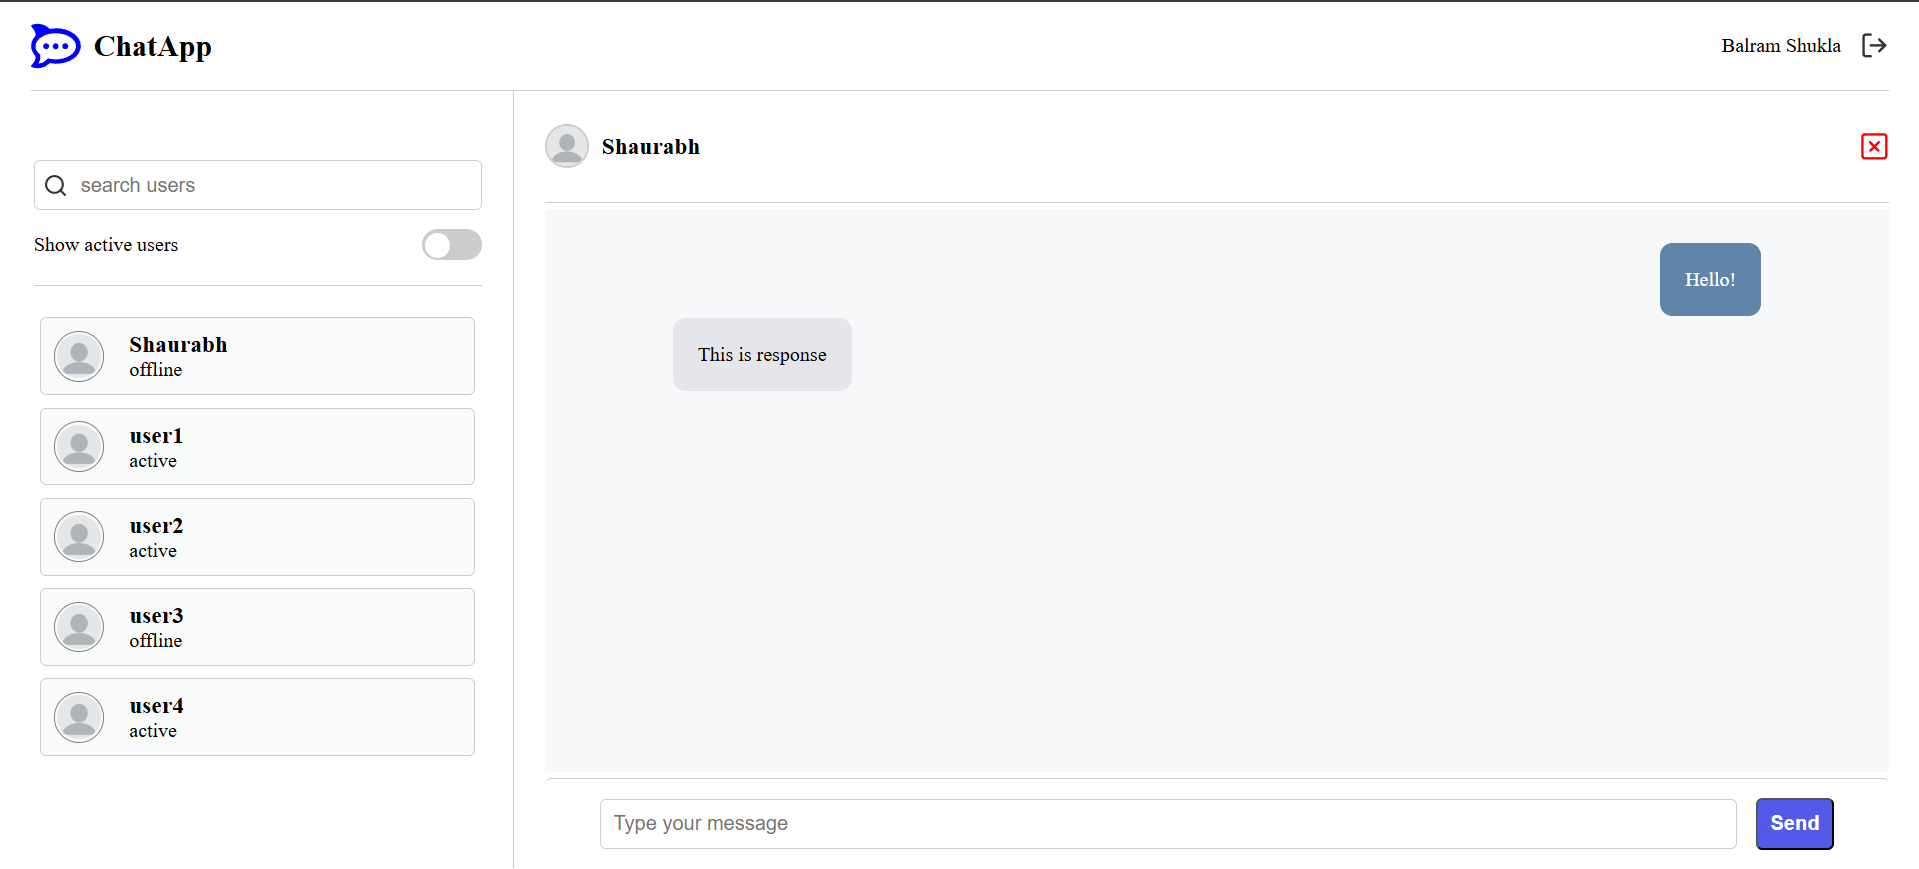 ChatApp
Balram Shukla
search users
Show active users
Shaurabh
offline
user1
active
user2
active
user3
offline
user4
active
Shaurabh
Hello!
This is response
Type your message
Send